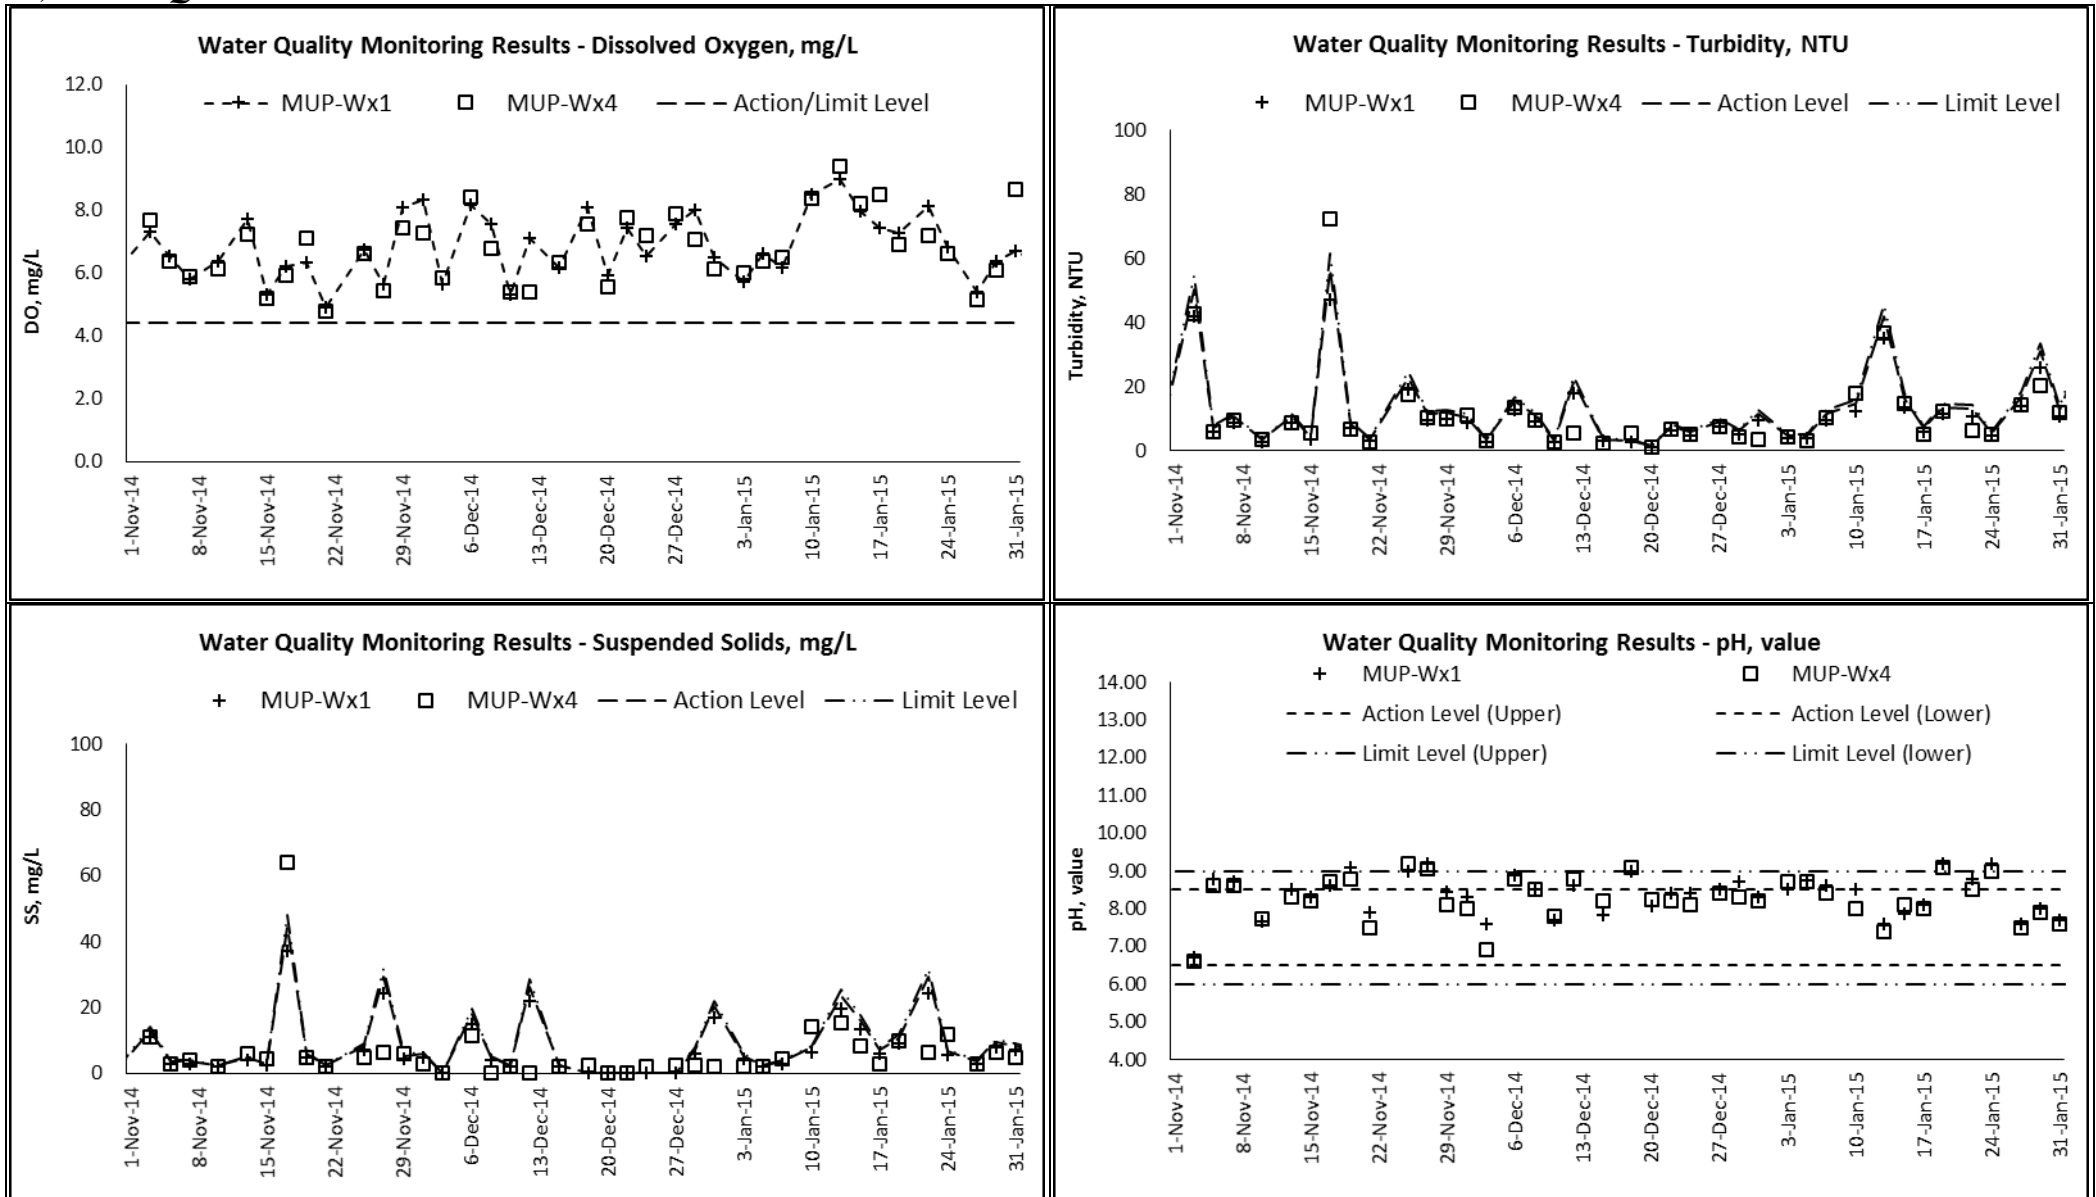 Water Quality Monitoring Results - Dissolved Oxygen, mg/L
MUP-Wx1 MUP-Wx4 Action/Limit Level
DO, mg/L
12.0
10.0
8.0
6.0
4.0
2.0
0.0
1-Nov-14
8-Nov-14
15-Nov-14
22-Nov-14
29-Nov-14
6-Dec-14
13-Dec-14
20-Dec-14
27-Dec-14
3-Jan-15
10-Jan-15
17-Jan-15
24-Jan-15
31-Jan-15
Water Quality Monitoring Results - Turbidity, NTU
MUP-Wx1 MUP-Wx4 Action Level Limit Level
Turbidity, NTU
100
80
60
40
20
0
1-Nov-14
8-Nov-14
15-Nov-14
22-Nov-14
29-Nov-14
6-Dec-14
13-Dec-14
20-Dec-14
27-Dec-14
3-Jan-15
10-Jan-15
17-Jan-15
24-Jan-15
31-Jan-15
Water Quality Monitoring Results - Suspended Solids, mg/L
MUP-Wx1 MUP-Wx4 Action Level Limit Level
SS, mg/L
100
80
60
40
20
0
1-Nov-14
8-Nov-14
15-Nov-14
22-Nov-14
29-Nov-14
6-Dec-14
13-Dec-14
20-Dec-14
27-Dec-14
3-Jan-15
10-Jan-15
17-Jan-15
24-Jan-15
31-Jan-15
Water Quality Monitoring Results - pH, value
MUP-Wx1 MUP-Wx4
Action Level (Upper) Action Level (Lower)
Limit Level (Upper) Limit Level (lower)
pH, value
14.00
13.00
12.00
11.00
10.00
9.00
8.00
7.00
6.00
5.00
4.00
1-Nov-14
8-Nov-14
15-Nov-14
22-Nov-14
29-Nov-14
6-Dec-14
13-Dec-14
20-Dec-14
27-Dec-14
3-Jan-15
10-Jan-15
17-Jan-15
24-Jan-15
31-Jan-15